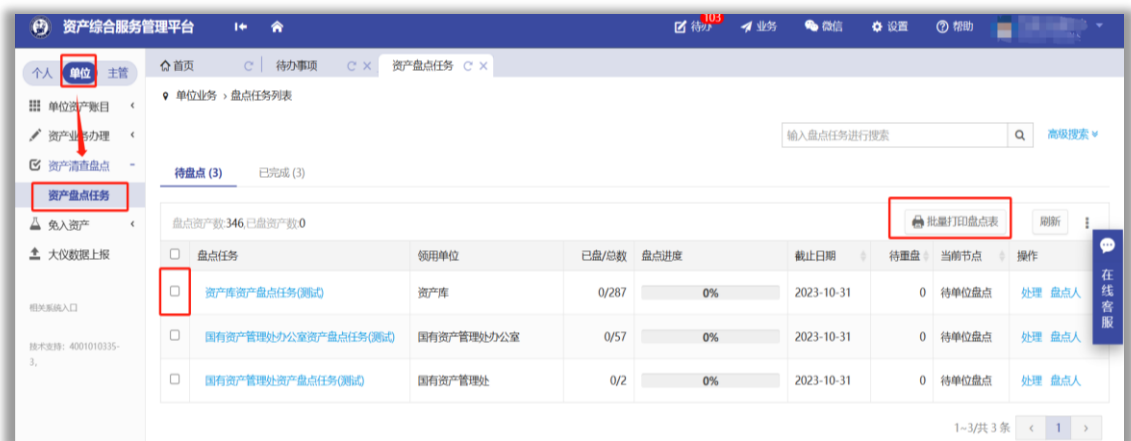 资产综合服务管理平台 待办 103 业务 微信 设置 帮助
个人 单位 主管
首页 待办事项 资产盘点任务
单位资产账目
资产业务办理
资产清查盘点
资产盘点任务
免入资产
大仪数据上报
相关系统入口
技术支持：4001010335-
3,
单位业务 › 盘点任务列表
输入盘点任务进行搜索 高级搜索
待盘点 (3) 已完成 (3)
盘点资产数:346,已盘资产数:0 批量打印盘点表 刷新
盘点任务 领用单位 已盘/总数 盘点进度 截止日期 待重盘 当前节点 操作
资产库资产盘点任务(测试) 资产库 0/287 0% 2023-10-31 0 待单位盘点 处理 盘点人
国有资产管理处办公室资产盘点任务(测试) 国有资产管理处办公室 0/57 0% 2023-10-31 0 待单位盘点 处理 盘点人
国有资产管理处资产盘点任务(测试) 国有资产管理处 0/2 0% 2023-10-31 0 待单位盘点 处理 盘点人
1~3/共 3 条 ‹ 1 ›
在线客服